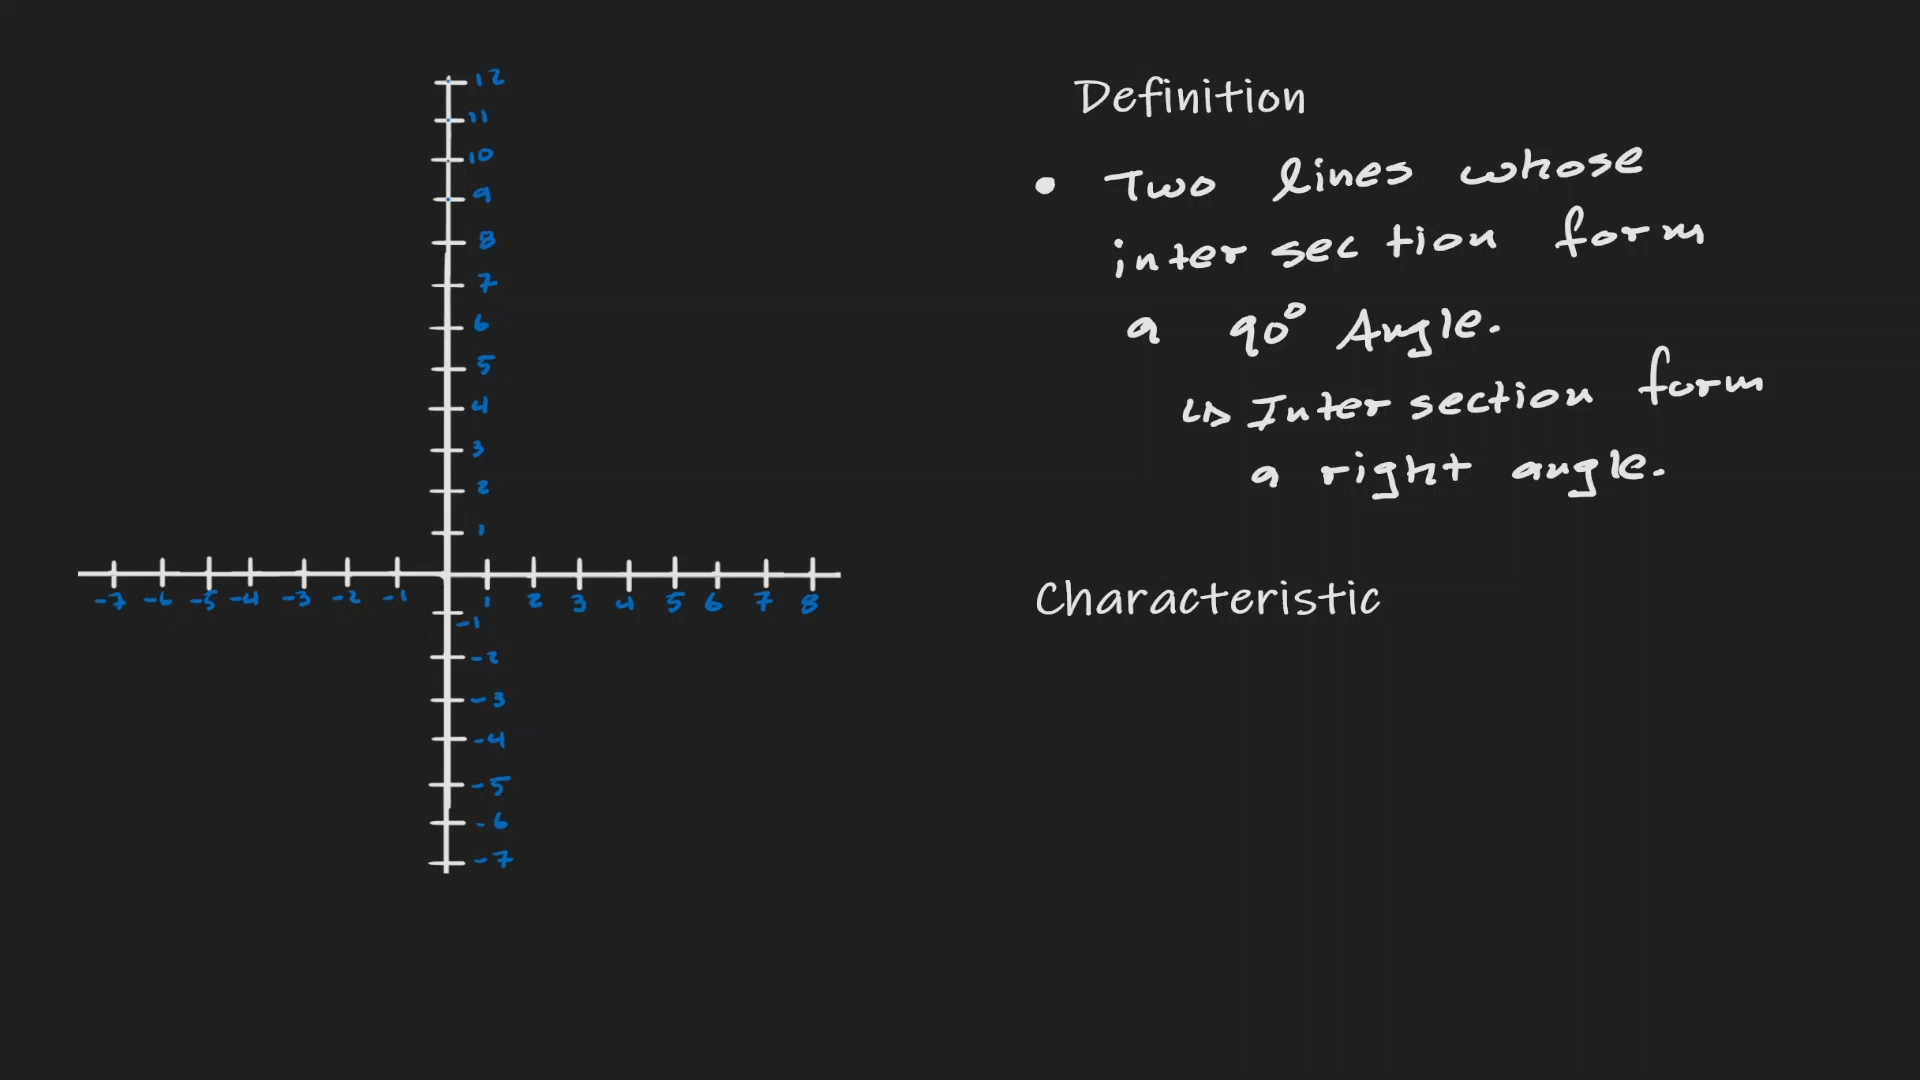 Definition
• Two lines whose
intersection form
a 90° Angle.
↳ Intersection form
a right angle.
Characteristic
12
11
10
9
8
7
6
5
4
3
2
1
-7 -6 -5 -4 -3 -2 -1 1 2 3 4 5 6 7 8
-1
-2
-3
-4
-5
-6
-7